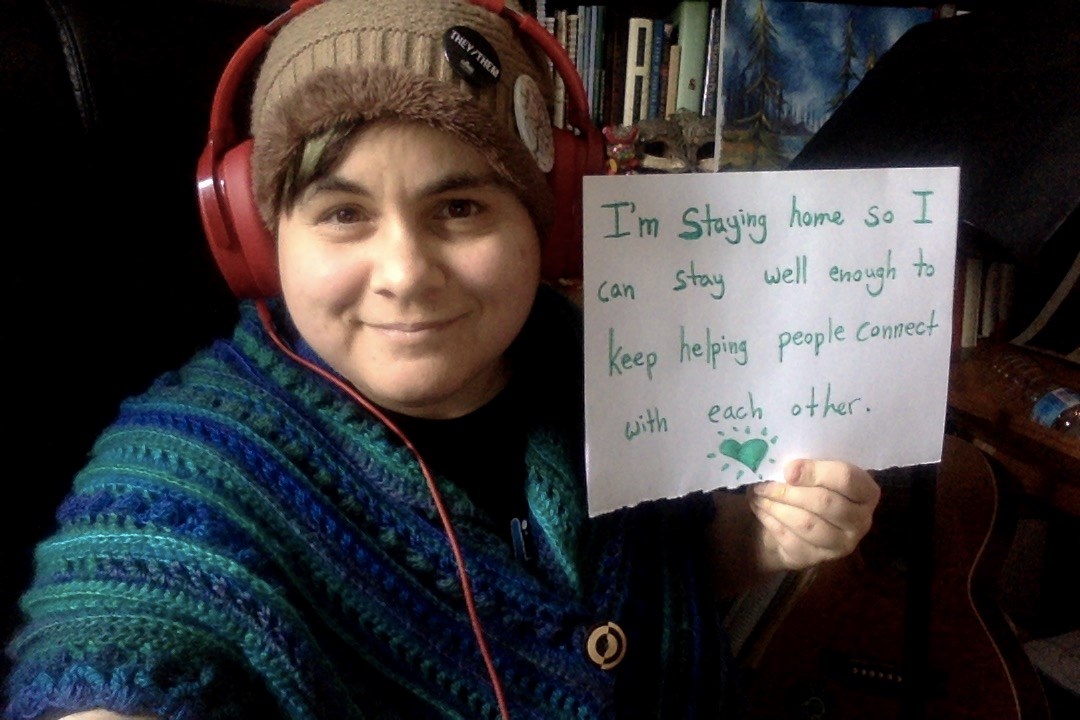 THEY/THEM
I'm Staying home so I
can stay well enough to
keep helping people connect
with each other.